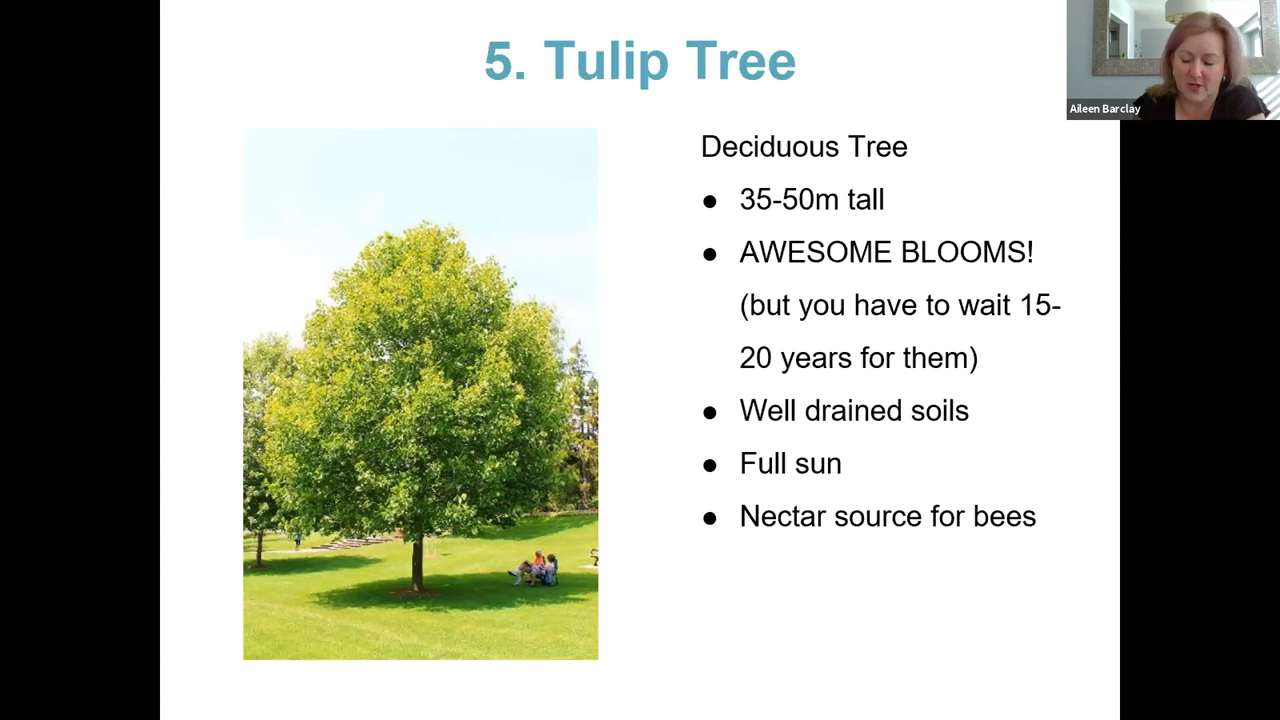 5. Tulip Tree
Aileen Barclay
Deciduous Tree
● 35-50m tall
● AWESOME BLOOMS!
(but you have to wait 15-
20 years for them)
● Well drained soils
● Full sun
● Nectar source for bees